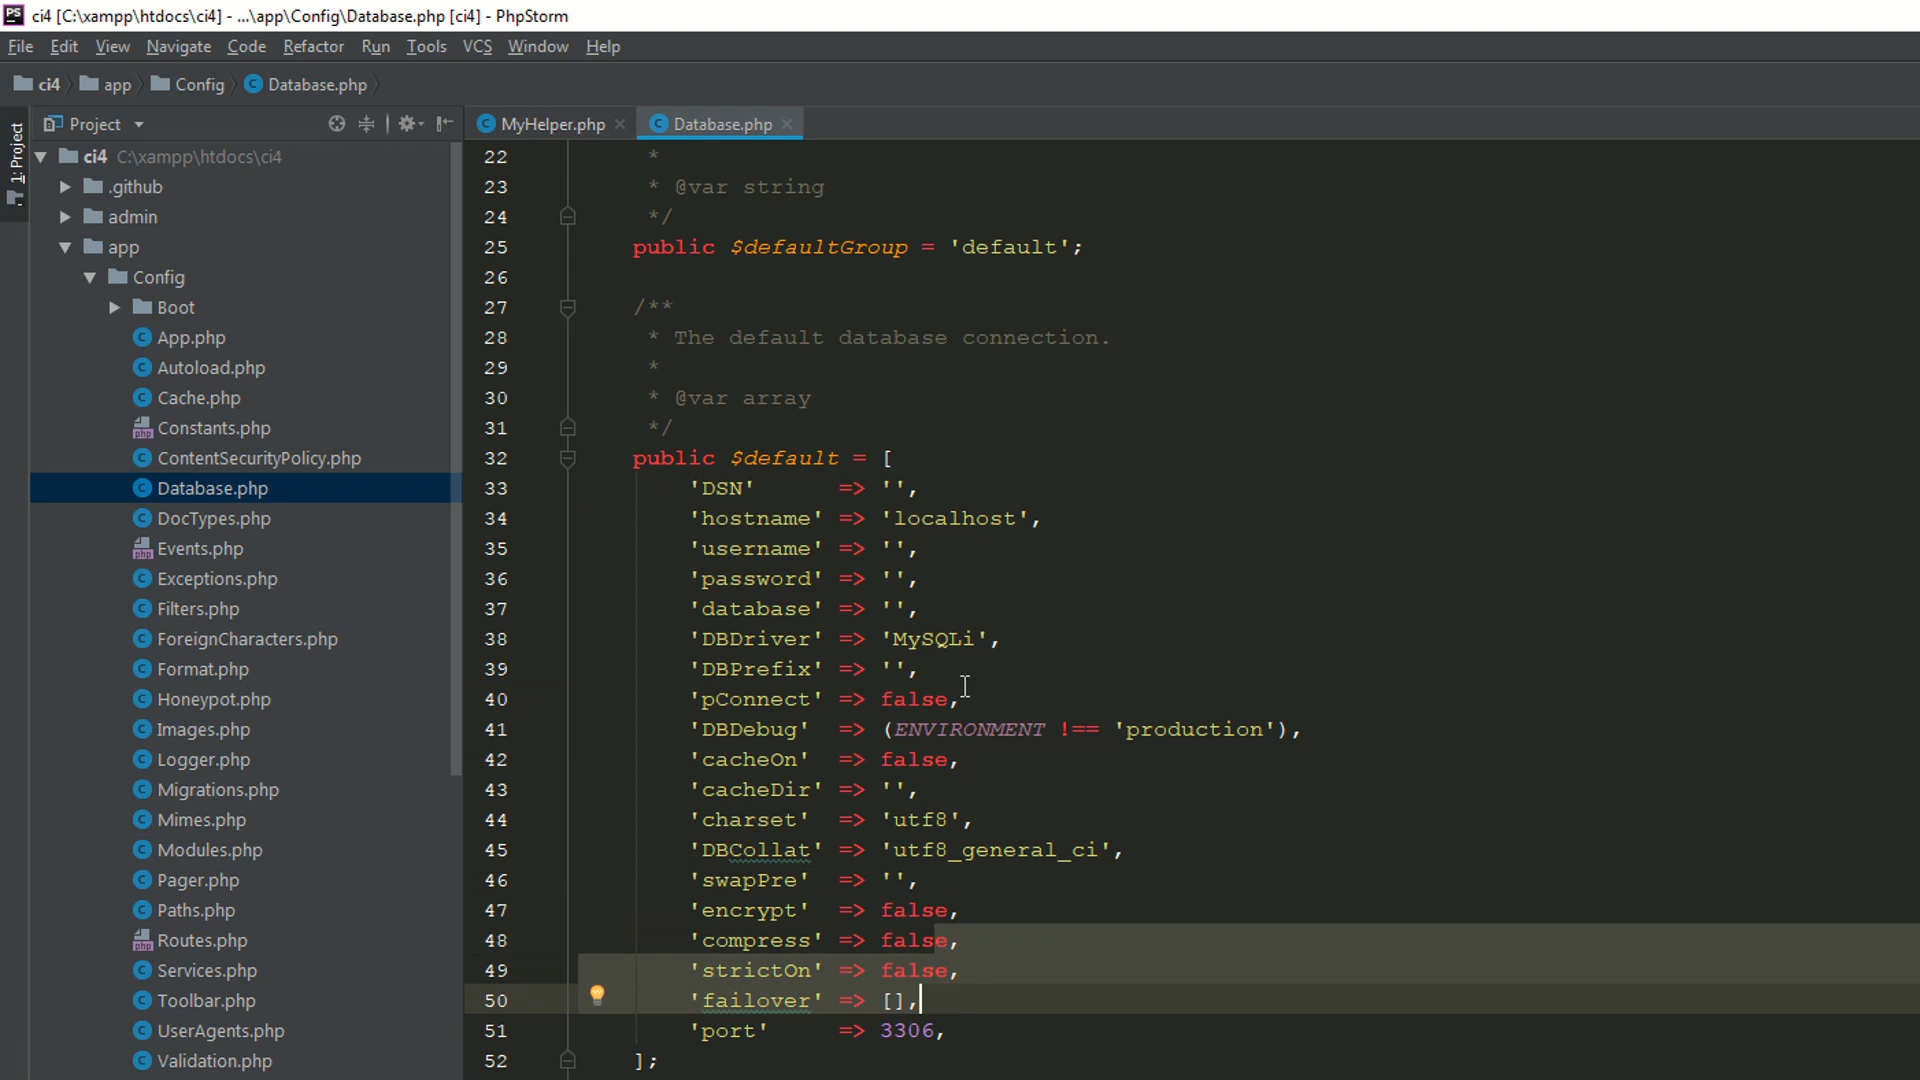 PS ci4 [C:\xampp\htdocs\ci4] - ...\app\Config\Database.php [ci4] - PhpStorm
File Edit View Navigate Code Refactor Run Tools VCS Window Help
ci4 app Config Database.php
1: Project
Project
ci4 C:\xampp\htdocs\ci4
.github
admin
app
Config
Boot
App.php
Autoload.php
Cache.php
Constants.php
ContentSecurityPolicy.php
Database.php
DocTypes.php
Events.php
Exceptions.php
Filters.php
ForeignCharacters.php
Format.php
Honeypot.php
Images.php
Logger.php
Migrations.php
Mimes.php
Modules.php
Pager.php
Paths.php
Routes.php
Services.php
Toolbar.php
UserAgents.php
Validation.php
MyHelper.php Database.php
22 *
23 * @var string
24 */
25 public $defaultGroup = 'default';
26
27 /**
28 * The default database connection.
29 *
30 * @var array
31 */
32 public $default = [
33 'DSN' => '',
34 'hostname' => 'localhost',
35 'username' => '',
36 'password' => '',
37 'database' => '',
38 'DBDriver' => 'MySQLi',
39 'DBPrefix' => '',
40 'pConnect' => false,
41 'DBDebug' => (ENVIRONMENT !== 'production'),
42 'cacheOn' => false,
43 'cacheDir' => '',
44 'charset' => 'utf8',
45 'DBCollat' => 'utf8_general_ci',
46 'swapPre' => '',
47 'encrypt' => false,
48 'compress' => false,
49 'strictOn' => false,
50 'failover' => [],
51 'port' => 3306,
52 ];